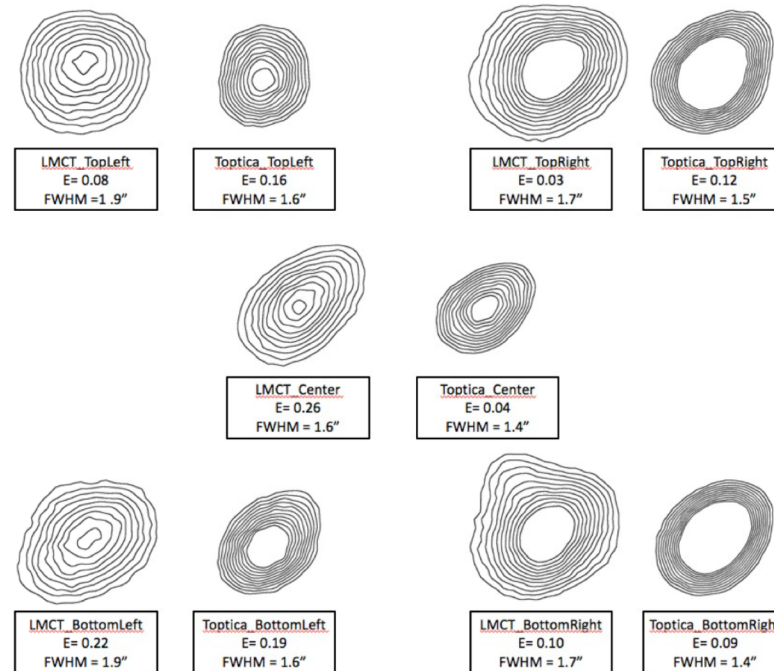 LMCT_TopLeft
E= 0.08
FWHM =1 .9”
Toptica_TopLeft
E= 0.16
FWHM = 1.6”
LMCT_TopRight
E= 0.03
FWHM = 1.7”
Toptica_TopRight
E= 0.12
FWHM = 1.5”
LMCT_Center
E= 0.26
FWHM = 1.6”
Toptica_Center
E= 0.04
FWHM = 1.4”
LMCT_BottomLeft
E= 0.22
FWHM = 1.9”
Toptica_BottomLeft
E= 0.19
FWHM = 1.6”
LMCT_BottomRight
E= 0.10
FWHM = 1.7”
Toptica_BottomRight
E= 0.09
FWHM = 1.4”